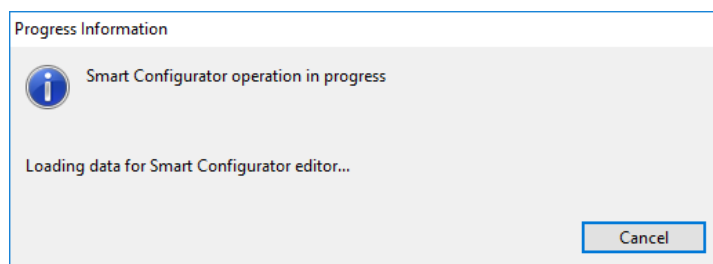 Progress Information
Smart Configurator operation in progress
Loading data for Smart Configurator editor...
Cancel